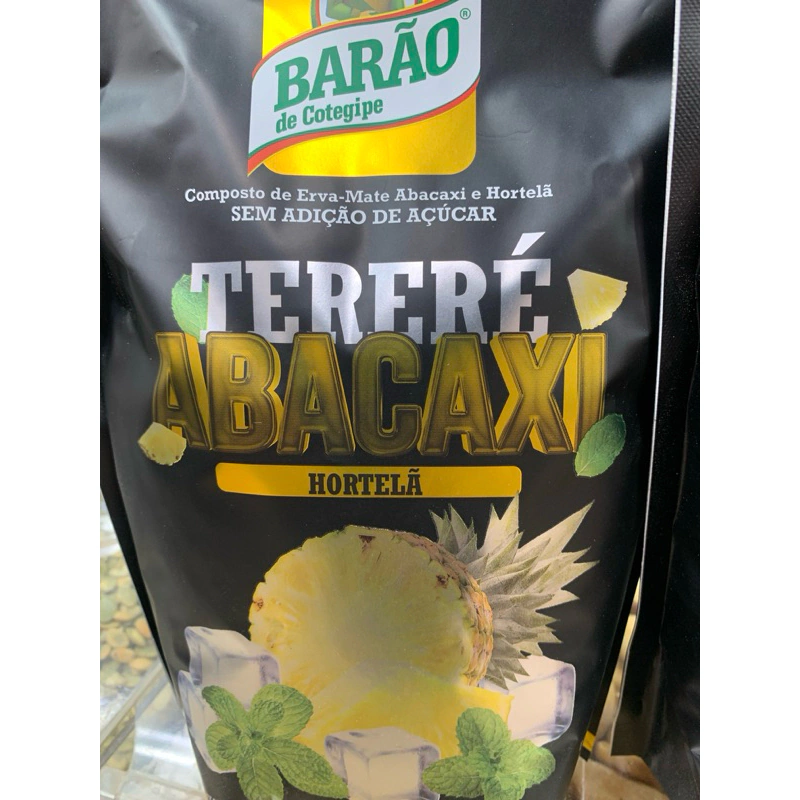 BARÃO®
de Cotegipe
Composto de Erva-Mate Abacaxi e Hortelã
SEM ADIÇÃO DE AÇÚCAR
TERERÉ
ABACAXI
HORTELÃ